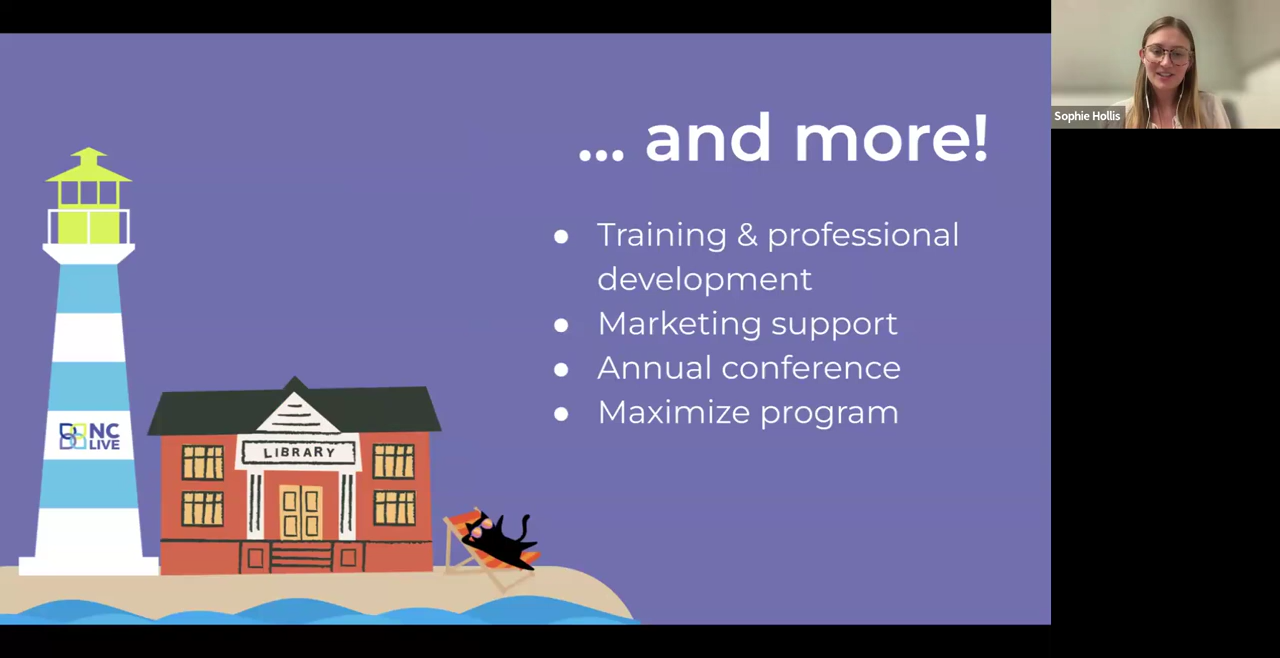 ... and more!
● Training & professional
development
● Marketing support
● Annual conference
● Maximize program
NC
LIVE
LIBRARY
Sophie Hollis